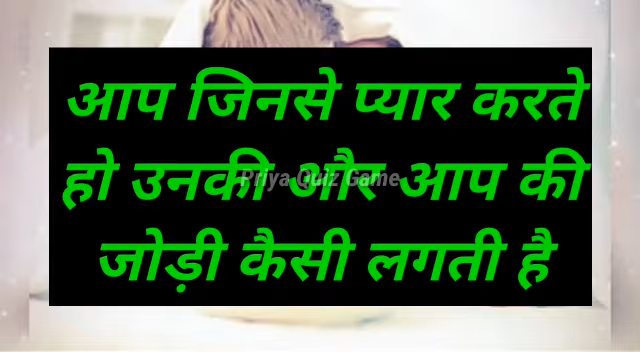 आप जिनसे प्यार करते
हो उनकी और आप की
Priya Quiz Game
जोड़ी कैसी लगती है